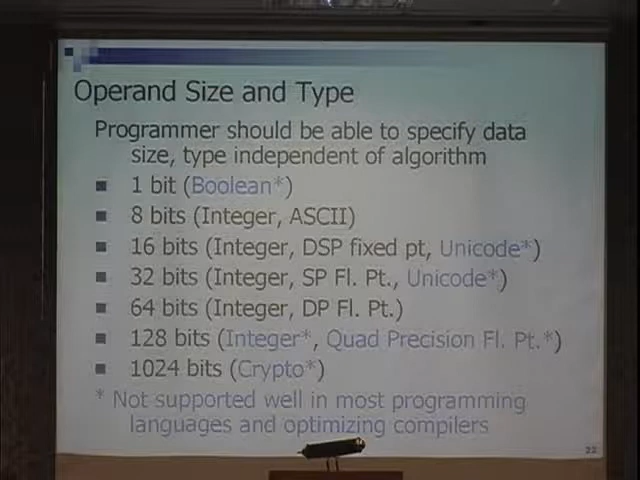 Operand Size and Type
Programmer should be able to specify data
size, type independent of algorithm
1 bit (Boolean*)
8 bits (Integer, ASCII)
16 bits (Integer, DSP fixed pt, Unicode*)
32 bits (Integer, SP Fl. Pt., Unicode*)
64 bits (Integer, DP Fl. Pt.)
128 bits (Integer*, Quad Precision Fl. Pt.*)
1024 bits (Crypto*)
* Not supported well in most programming
languages and optimizing compilers
22